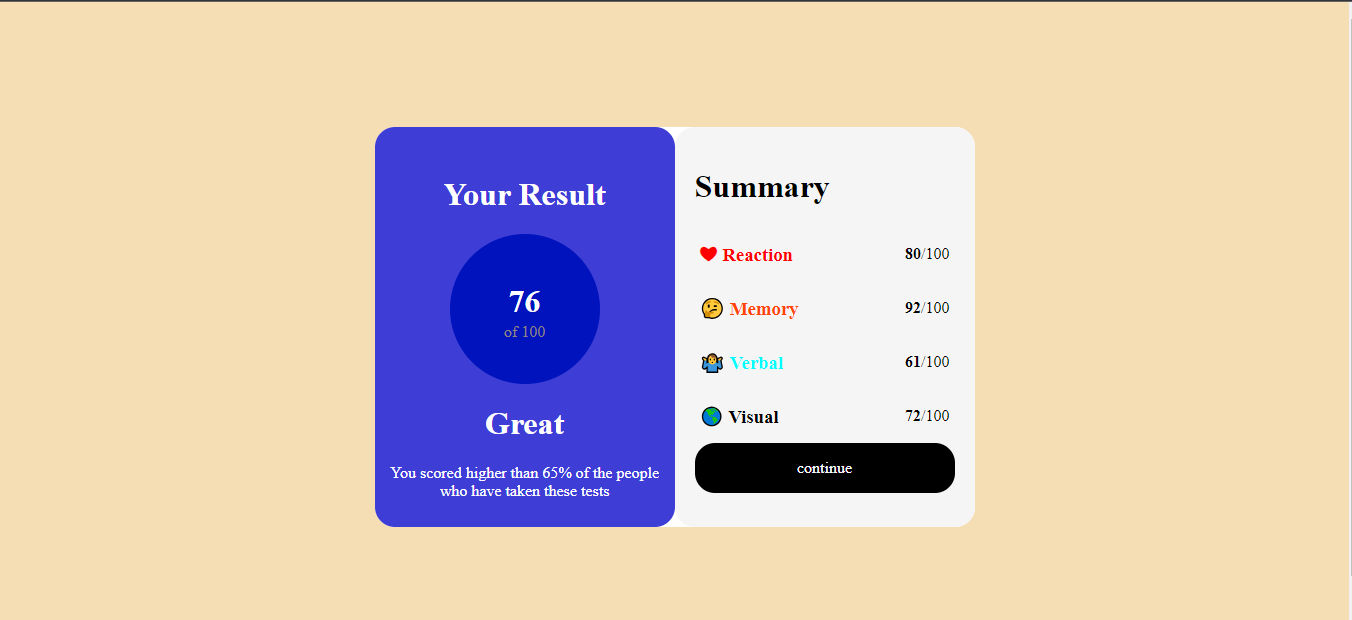 Your Result
76
of 100
Great
You scored higher than 65% of the people
who have taken these tests
Summary
Reaction 80/100
Memory 92/100
Verbal 61/100
Visual 72/100
continue